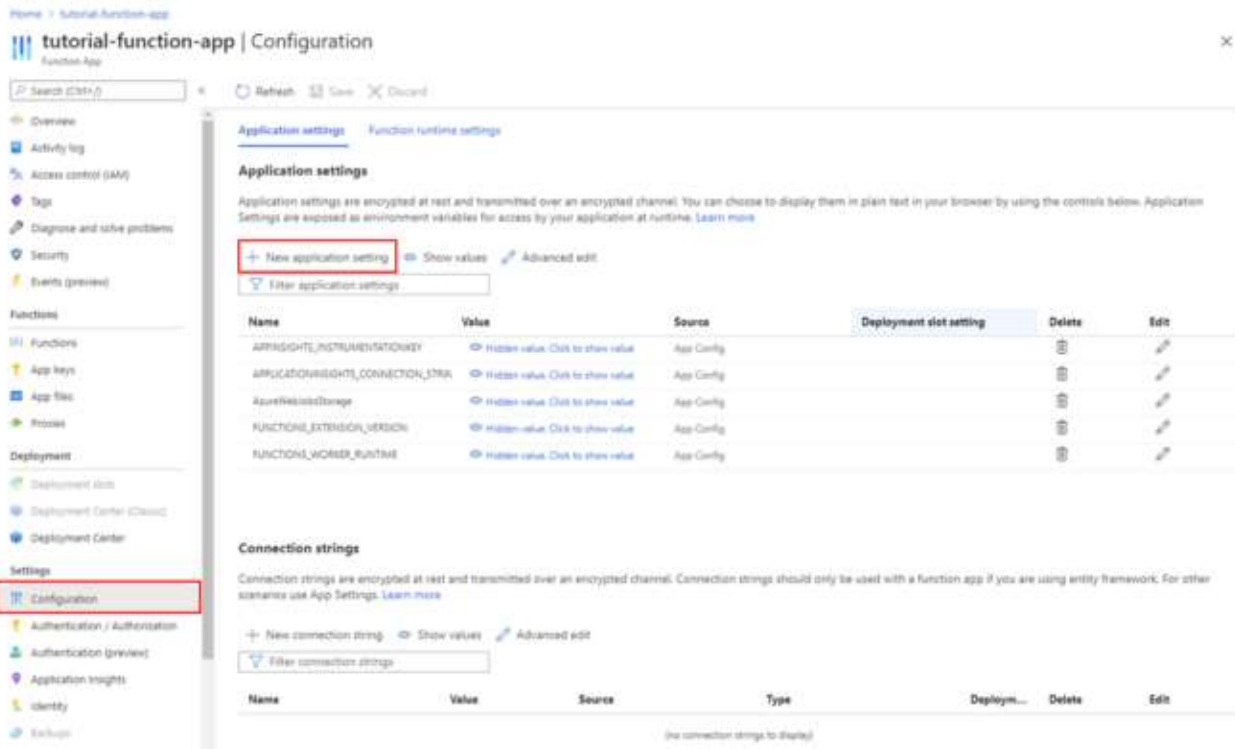 Home > tutorial-function-app
tutorial-function-app | Configuration
Function App
Search (Ctrl+/)
Refresh Save Discard
Overview
Activity log
Access control (IAM)
Tags
Diagnose and solve problems
Security
Events (preview)
Functions
Functions
App keys
App files
Proxies
Deployment
Deployment slots
Deployment Center (Classic)
Deployment Center
Settings
Configuration
Authentication / Authorization
Authentication (preview)
Application Insights
Identity
Backups
Application settings Function runtime settings
Application settings
Application settings are encrypted at rest and transmitted over an encrypted channel. You can choose to display them in plain text in your browser by using the controls below. Application
Settings are exposed as environment variables for access by your application at runtime. Learn more
New application setting Show values Advanced edit
Filter application settings
Name Value Source Deployment slot setting Delete Edit
APPINSIGHTS_INSTRUMENTATIONKEY Hidden value. Click to show value App Config
APPLICATIONINSIGHTS_CONNECTION_STRIN Hidden value. Click to show value App Config
AzureWebJobsStorage Hidden value. Click to show value App Config
FUNCTIONS_EXTENSION_VERSION Hidden value. Click to show value App Config
FUNCTIONS_WORKER_RUNTIME Hidden value. Click to show value App Config
Connection strings
Connection strings are encrypted at rest and transmitted over an encrypted channel. Connection strings should only be used with a function app if you are using entity framework. For other
scenarios use App Settings. Learn more
New connection string Show values Advanced edit
Filter connection strings
Name Value Source Type Deploym... Delete Edit
(no connection strings to display)